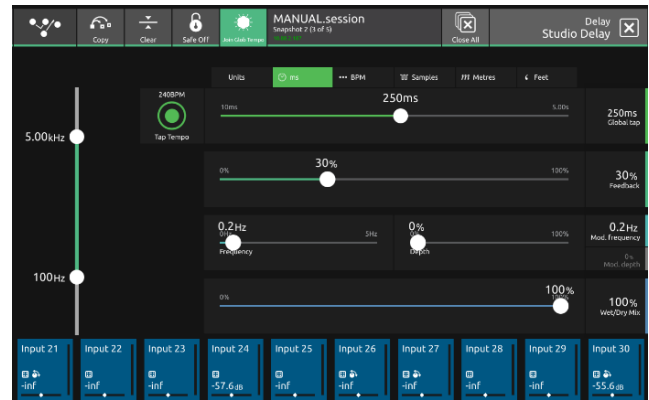 MANUAL.session
Snapshot 2 (1 of 5)
Copy
Clear
Safe Off
Join Glob Tempo
Close All
Delay
Studio Delay
Units
ms
••• BPM
Samples
Metres
Feet
240BPM
Tap Tempo
250ms
10ms
5.00s
250ms
Global tap
5.00kHz
30%
0%
100%
30%
Feedback
0.2Hz
0Hz
5Hz
Frequency
0%
100%
Depth
0.2Hz
Mod. frequency
0%
Mod. depth
100Hz
100%
0%
100%
Wet/Dry Mix
Input 21
Input 22
Input 23
Input 24
Input 25
Input 26
Input 27
Input 28
Input 29
Input 30
-inf
-inf
-inf
-57.6dB
-inf
-inf
-inf
-inf
-inf
-55.6dB